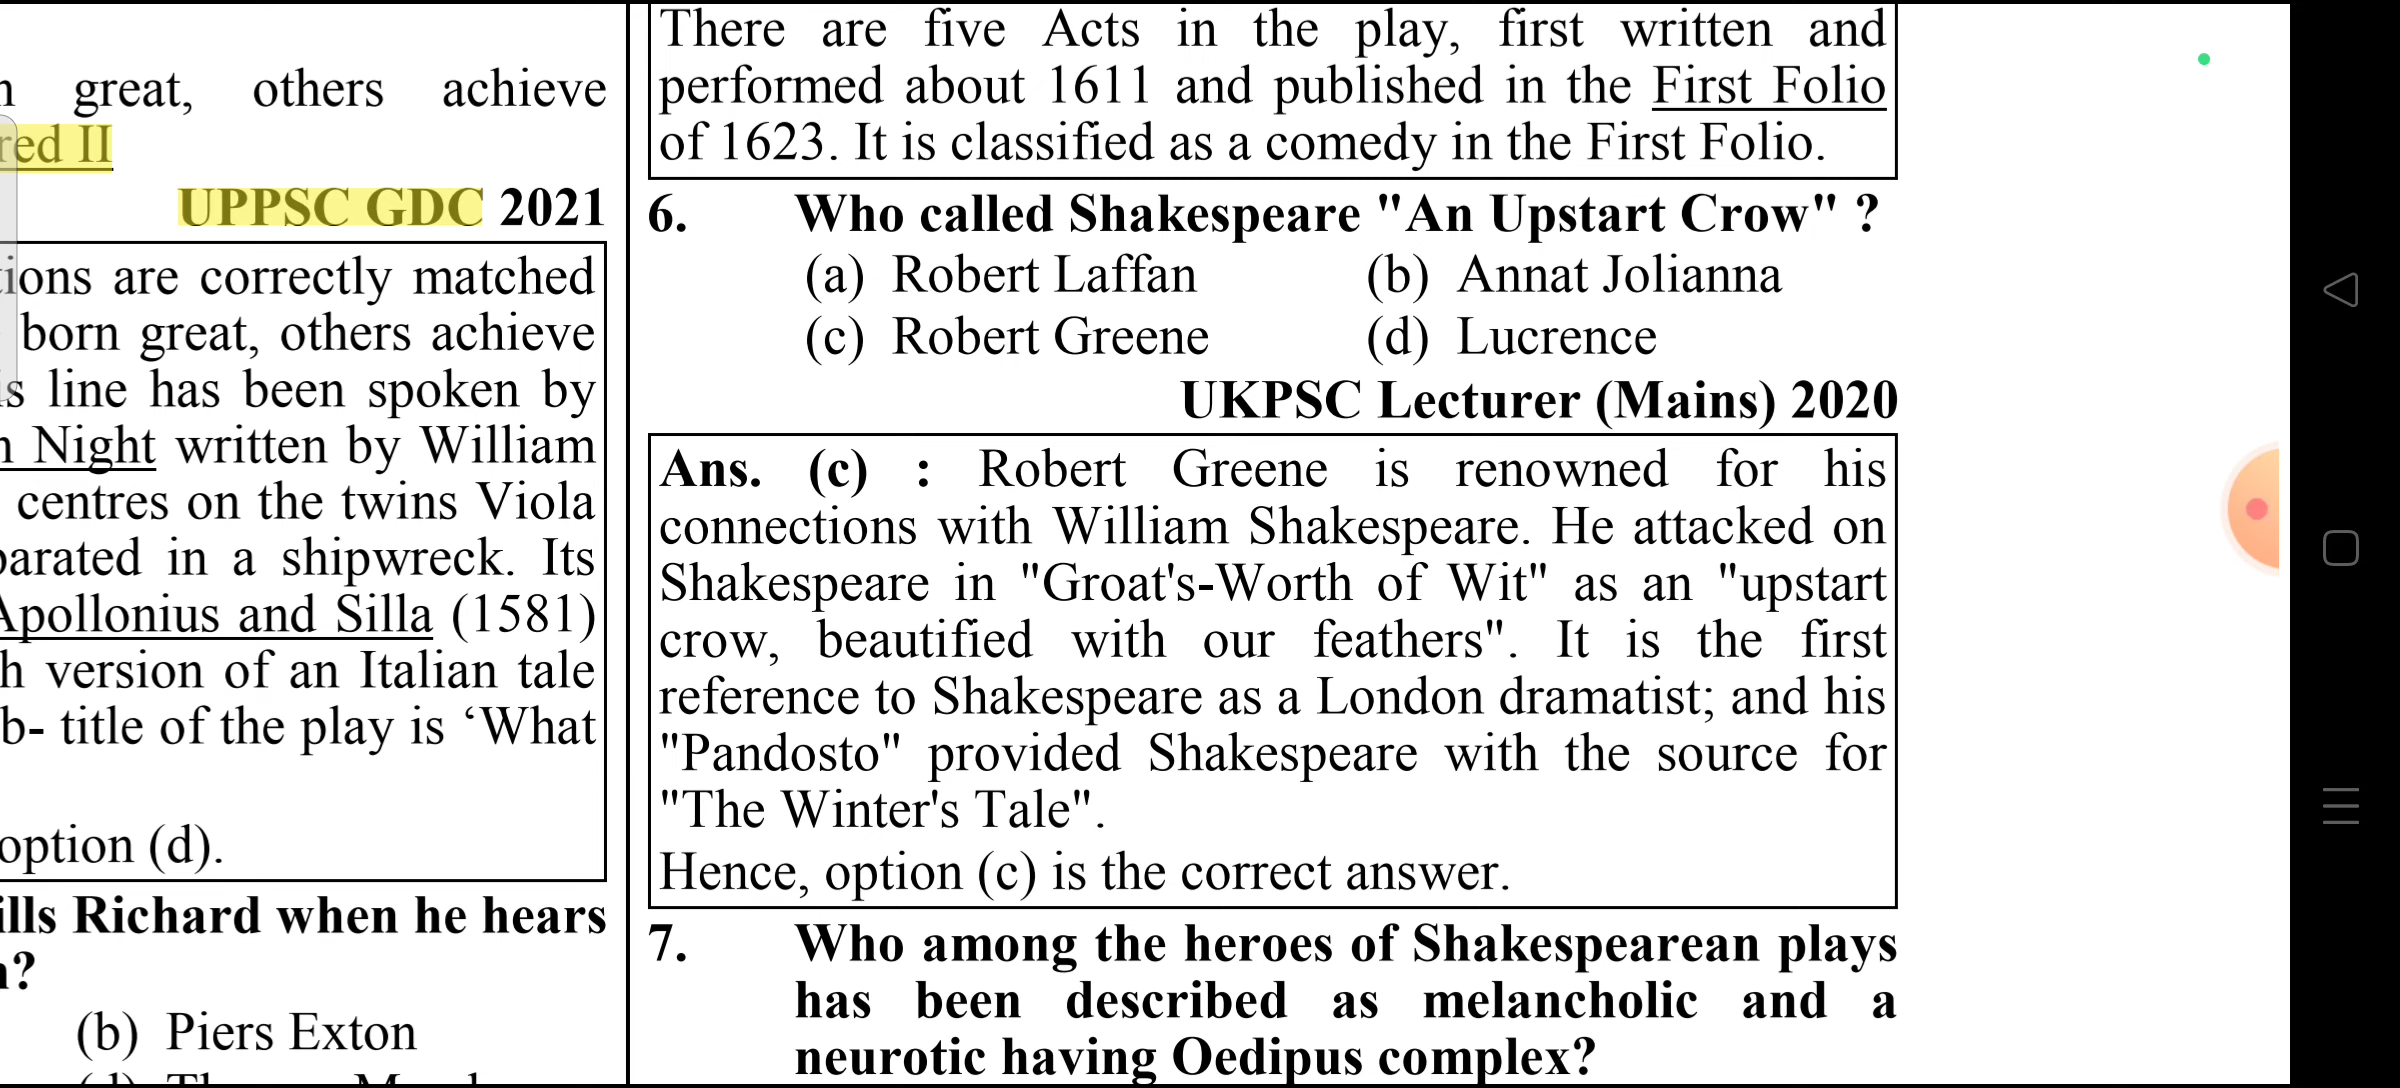 great, others achieve
red II
UPPSC GDC 2021
tions are correctly matched
born great, others achieve
is line has been spoken by
n Night written by William
centres on the twins Viola
parated in a shipwreck. Its
Apollonius and Silla (1581)
h version of an Italian tale
b- title of the play is ‘What
option (d).
ills Richard when he hears
n?
(b) Piers Exton
There are five Acts in the play, first written and
performed about 1611 and published in the First Folio
of 1623. It is classified as a comedy in the First Folio.
6. Who called Shakespeare "An Upstart Crow" ?
(a) Robert Laffan (b) Annat Jolianna
(c) Robert Greene (d) Lucrence
UKPSC Lecturer (Mains) 2020
Ans. (c) : Robert Greene is renowned for his
connections with William Shakespeare. He attacked on
Shakespeare in "Groat's-Worth of Wit" as an "upstart
crow, beautified with our feathers". It is the first
reference to Shakespeare as a London dramatist; and his
"Pandosto" provided Shakespeare with the source for
"The Winter's Tale".
Hence, option (c) is the correct answer.
7. Who among the heroes of Shakespearean plays
has been described as melancholic and a
neurotic having Oedipus complex?